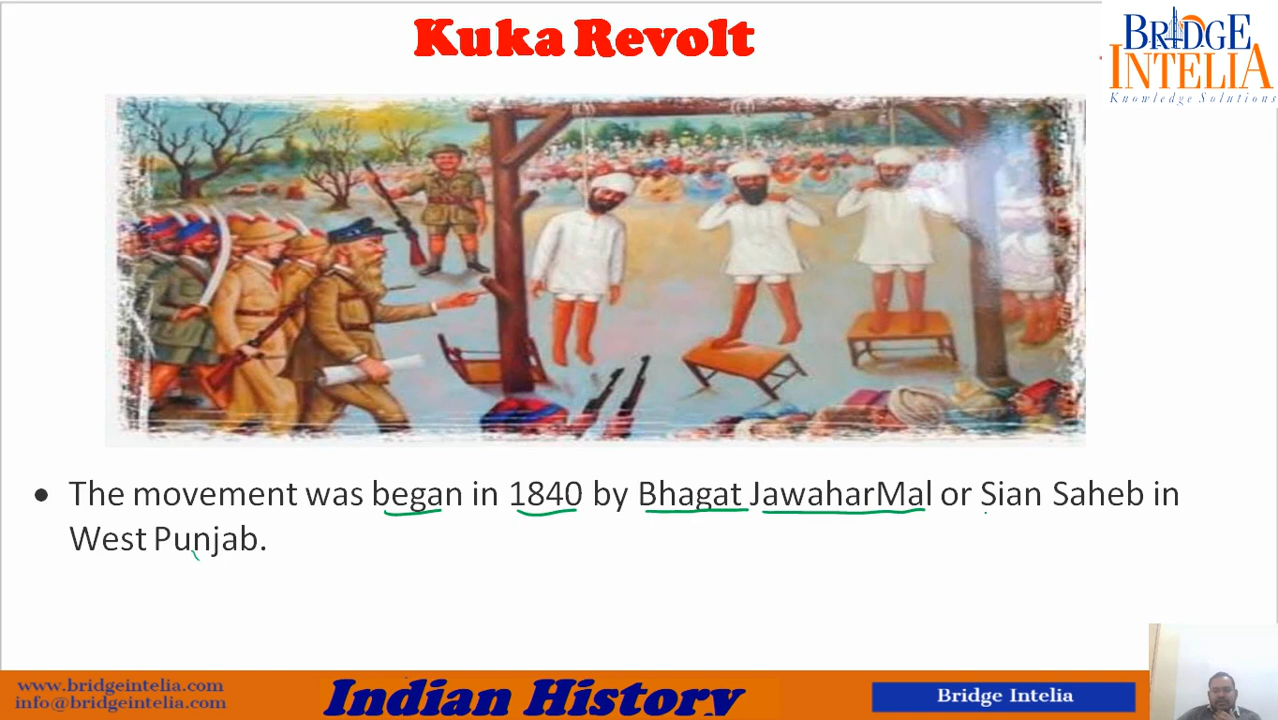 Kuka Revolt
BRIDGE
INTELIA
Knowledge Solutions
• The movement was began in 1840 by Bhagat JawaharMal or Sian Saheb in
West Punjab.
www.bridgeintelia.com
info@bridgeintelia.com
Indian History
Bridge Intelia